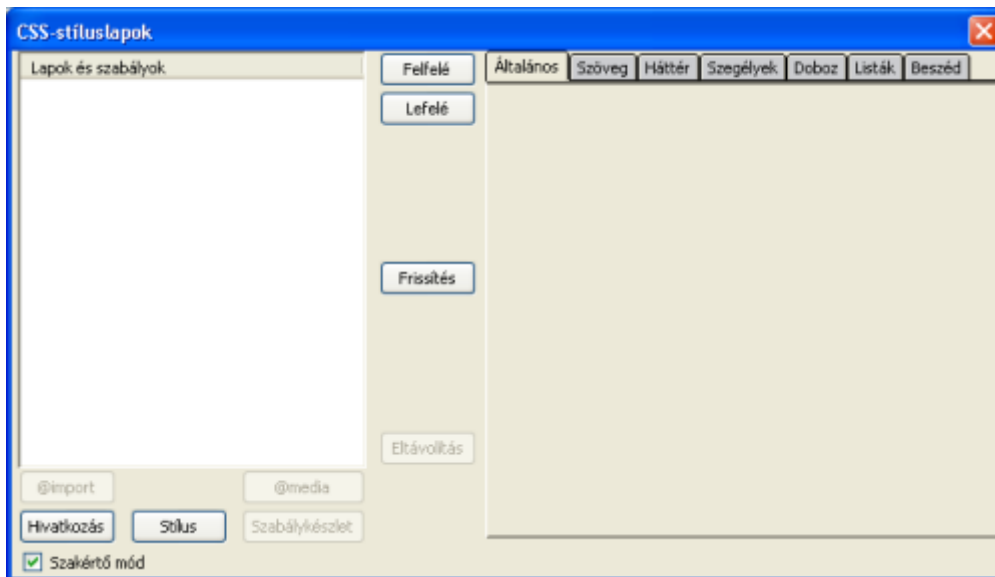 CSS-stíluslapok
Lapok és szabályok
Felfelé
Lefelé
Frissítés
Eltávolítás
Általános Szöveg Háttér Szegélyek Doboz Listák Beszéd
@import @media
Hivatkozás Stílus Szabálykészlet
Szakértő mód